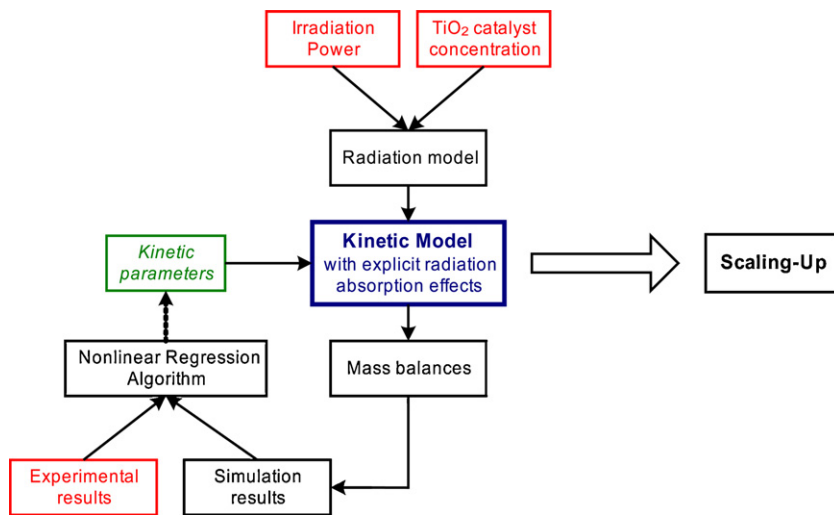 Irradiation
Power
TiO₂ catalyst
concentration
Radiation model
Kinetic Model
with explicit radiation
absorption effects
Kinetic
parameters
Scaling-Up
Nonlinear Regression
Algorithm
Mass balances
Experimental
results
Simulation
results